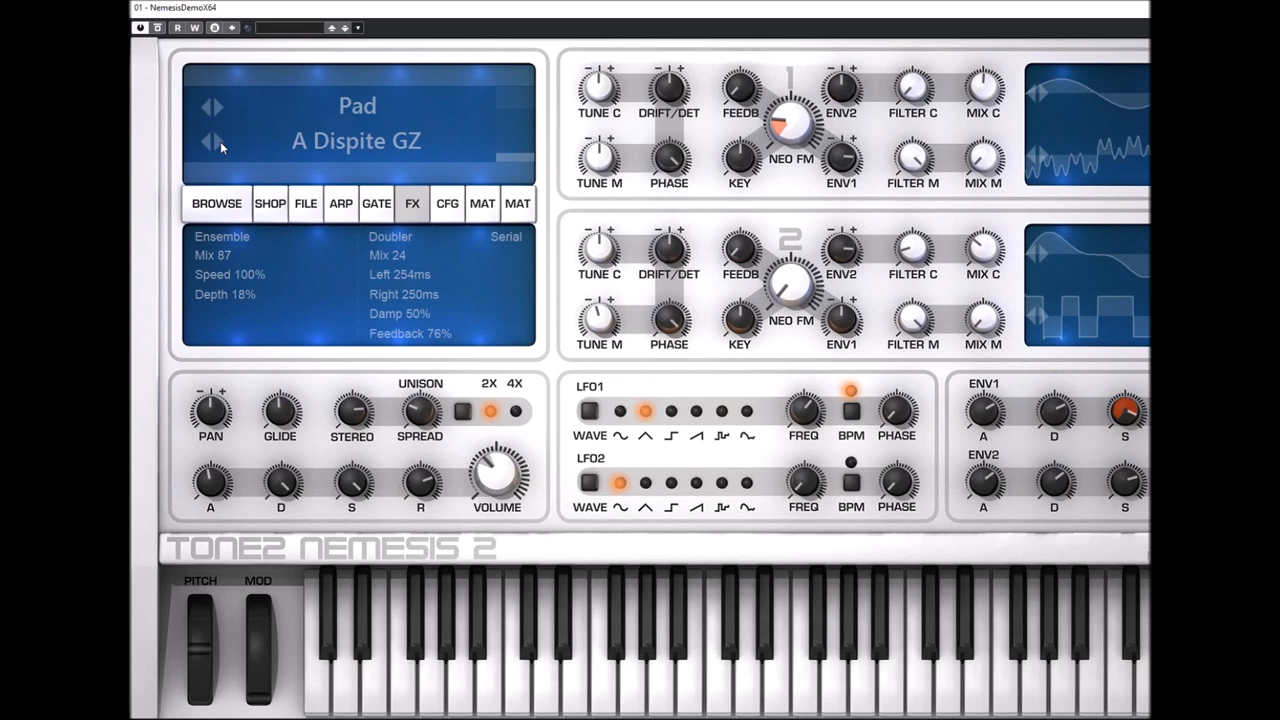 01 - NemesisDemoX64
R W
Pad
A Dispite GZ
BROWSE SHOP FILE ARP GATE FX CFG MAT MAT
Ensemble Doubler Serial
Mix 87 Mix 24
Speed 100% Left 254ms
Depth 18% Right 250ms
Damp 50%
Feedback 76%
1
TUNE C DRIFT/DET FEEDB ENV2 FILTER C MIX C
NEO FM
TUNE M PHASE KEY ENV1 FILTER M MIX M
2
TUNE C DRIFT/DET FEEDB ENV2 FILTER C MIX C
NEO FM
TUNE M PHASE KEY ENV1 FILTER M MIX M
UNISON 2X 4X
PAN GLIDE STEREO SPREAD
A D S R VOLUME
LFO1
WAVE FREQ BPM PHASE
LFO2
WAVE FREQ BPM PHASE
ENV1
A D S
ENV2
A D S
TONE2 NEMESIS 2
PITCH MOD